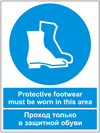 Protective footwear
must be worn in this area
Проход только
в защитной обуви